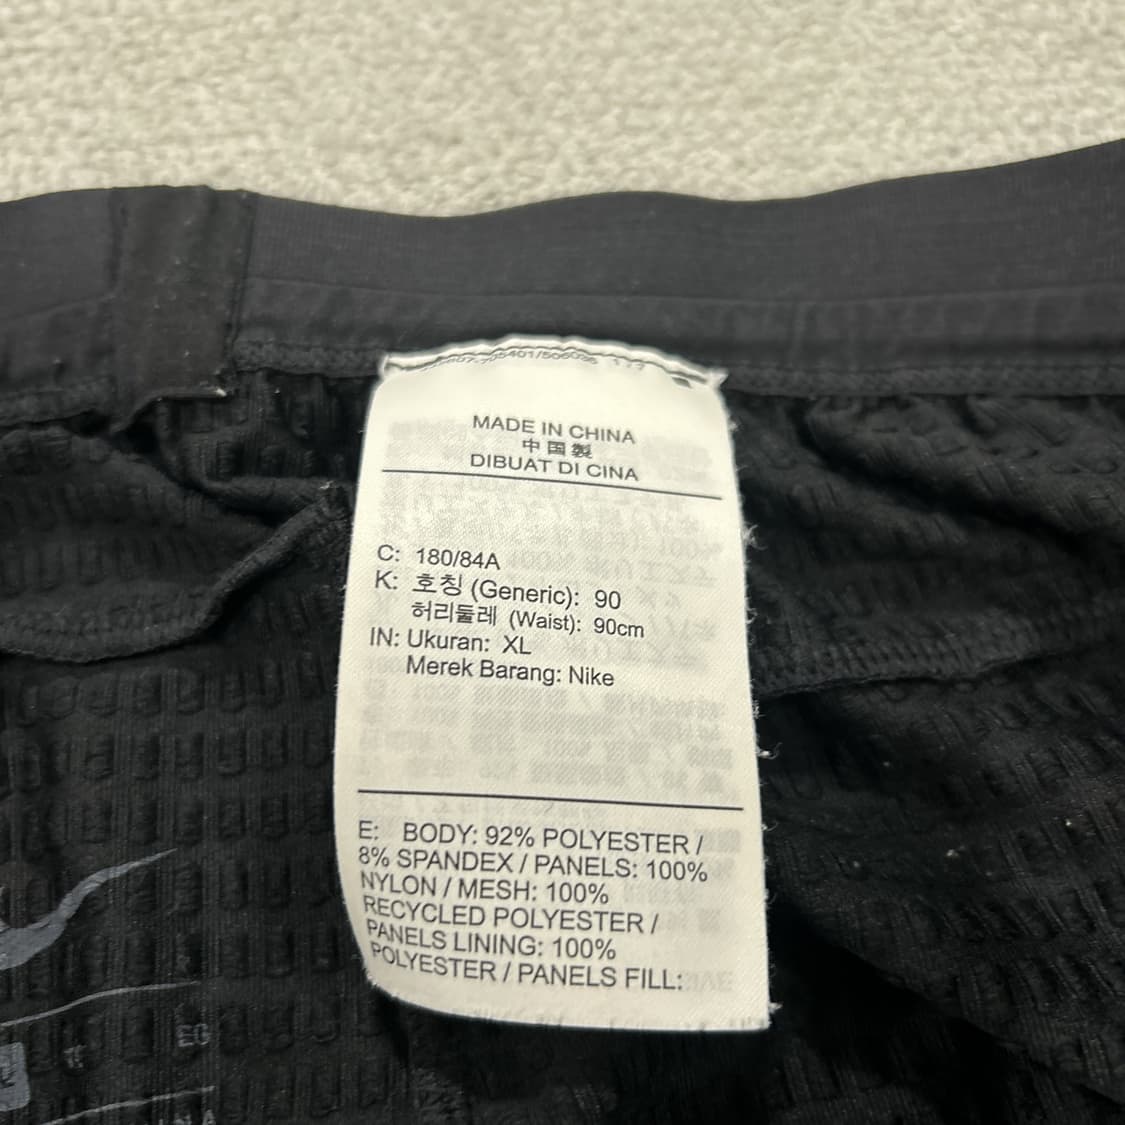 MADE IN CHINA
中国製
DIBUAT DI CINA
C: 180/84A
K: 호칭 (Generic): 90
허리둘레 (Waist): 90cm
IN: Ukuran: XL
Merek Barang: Nike
E: BODY: 92% POLYESTER /
8% SPANDEX / PANELS: 100%
NYLON / MESH: 100%
RECYCLED POLYESTER /
PANELS LINING: 100%
POLYESTER / PANELS FILL: